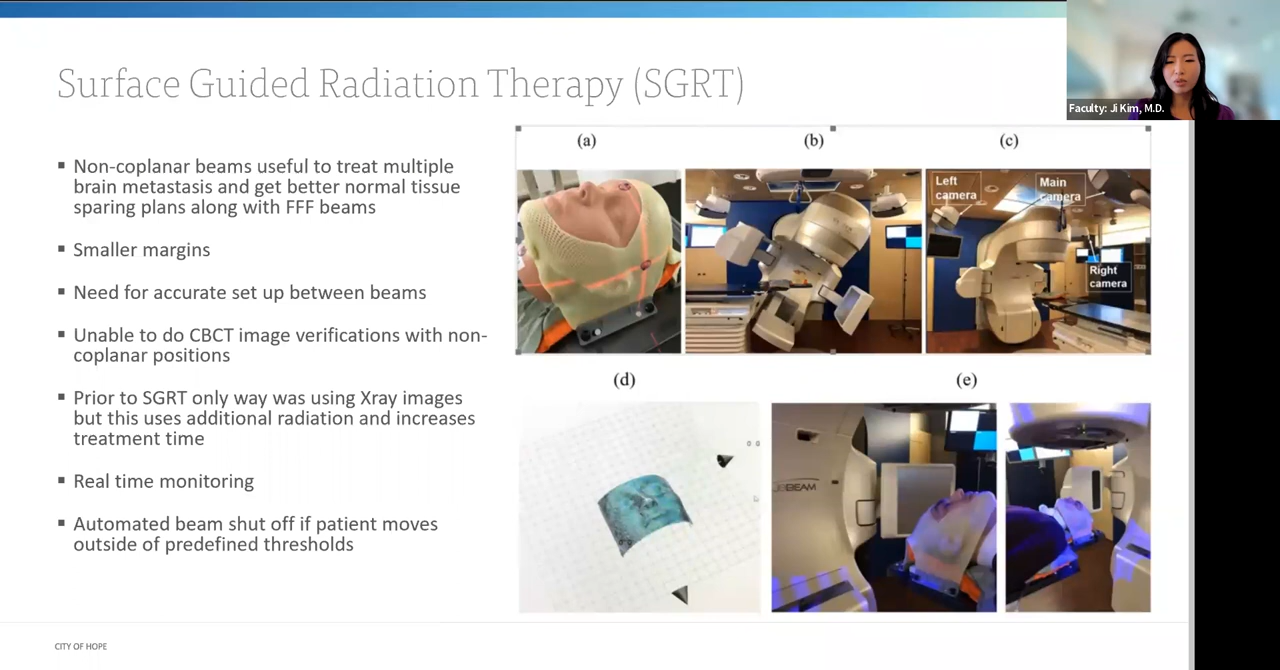 Surface Guided Radiation Therapy (SGRT)
Faculty: Ji Kim, M.D.
▪ Non-coplanar beams useful to treat multiple
brain metastasis and get better normal tissue
sparing plans along with FFF beams
▪ Smaller margins
▪ Need for accurate set up between beams
▪ Unable to do CBCT image verifications with non-
coplanar positions
▪ Prior to SGRT only way was using Xray images
but this uses additional radiation and increases
treatment time
▪ Real time monitoring
▪ Automated beam shut off if patient moves
outside of predefined thresholds
(a)
(b)
(c)
Left
camera
Main
camera
Right
camera
(d)
(e)
CITY OF HOPE